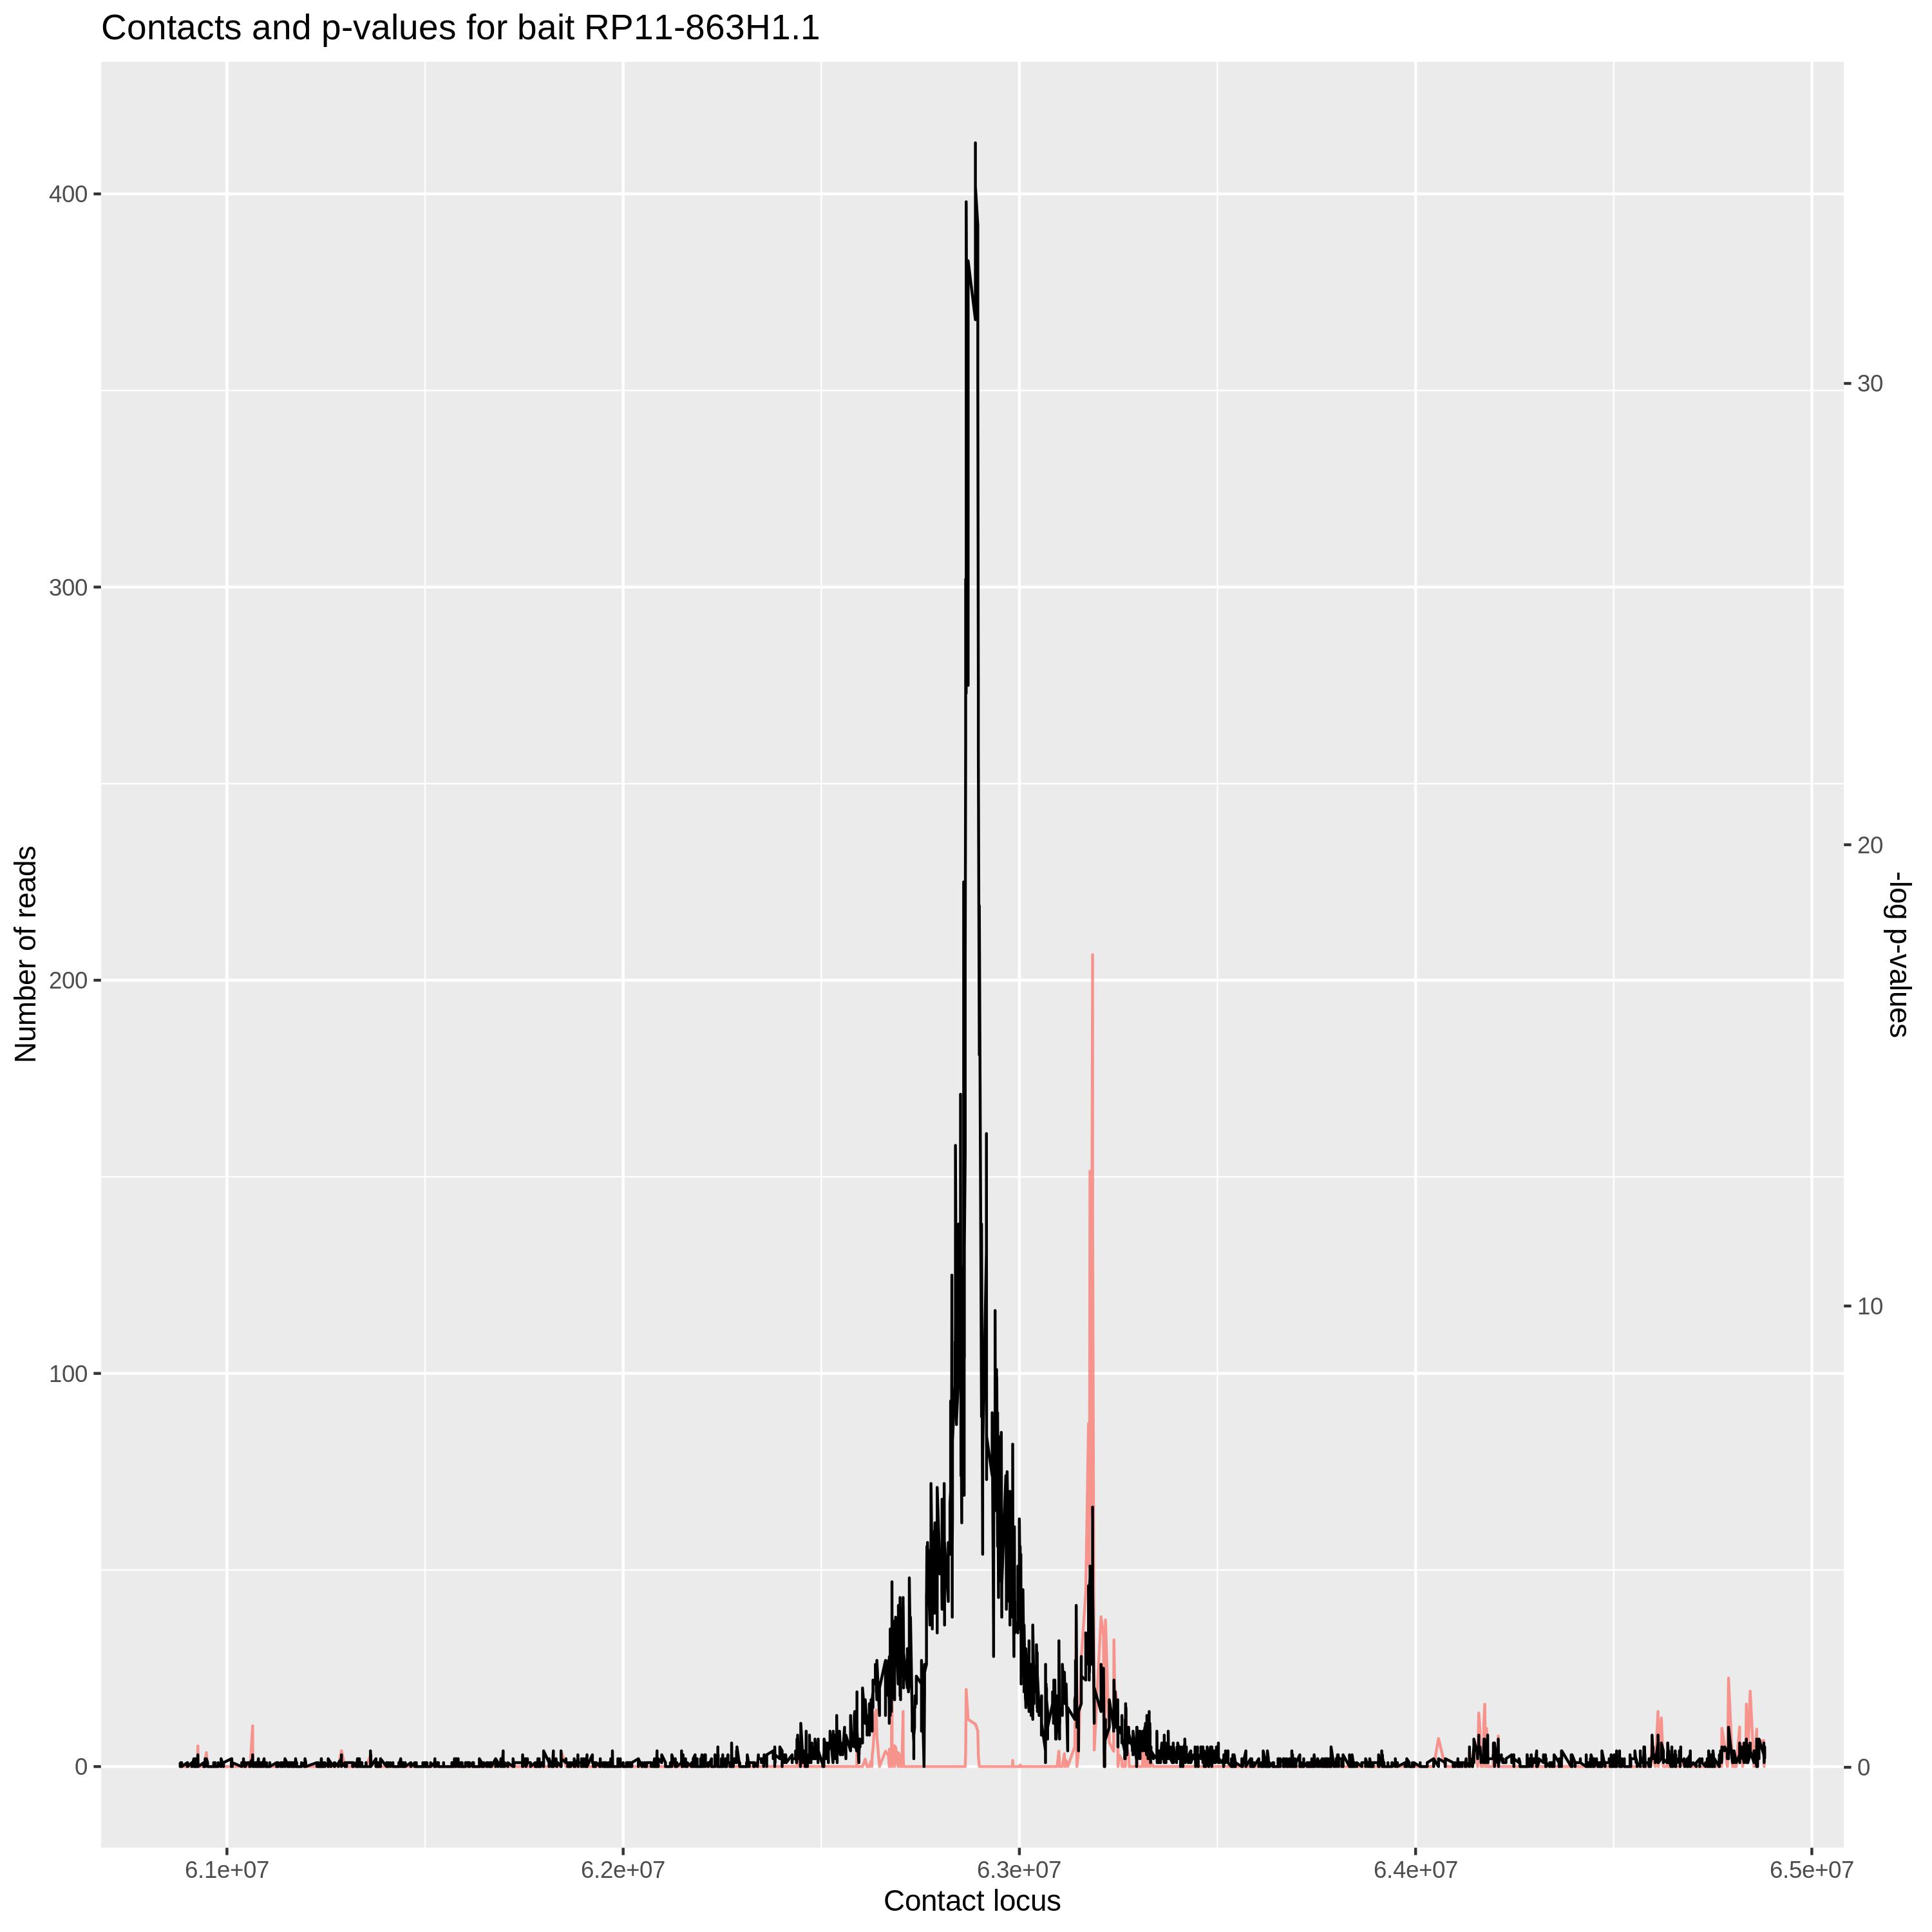 Contacts and p-values for bait RP11-863H1.1
400
300
200
100
0
Number of reads
30
20
10
0
-log p-values
6.1e+07
6.2e+07
6.3e+07
6.4e+07
6.5e+07
Contact locus